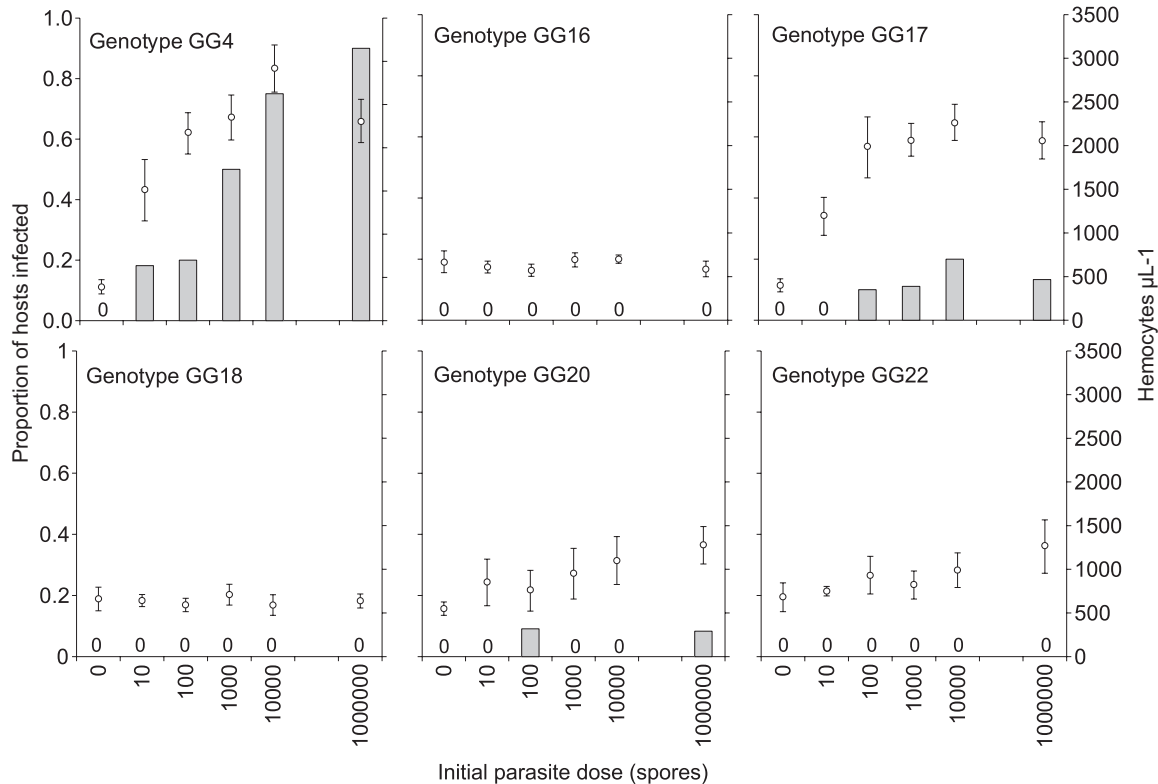 Proportion of hosts infected
Hemocytes µL-1
1.0
0.8
0.6
0.4
0.2
0.0
Genotype GG4
0
Genotype GG16
0 0 0 0 0 0
Genotype GG17
0 0
3500
3000
2500
2000
1500
1000
500
0
1
0.8
0.6
0.4
0.2
0
Genotype GG18
0 0 0 0 0 0
Genotype GG20
0 0 0 0
Genotype GG22
0 0 0 0 0 0
3500
3000
2500
2000
1500
1000
500
0
0 10 100 1000 10000 1000000
0 10 100 1000 10000 1000000
0 10 100 1000 10000 1000000
Initial parasite dose (spores)